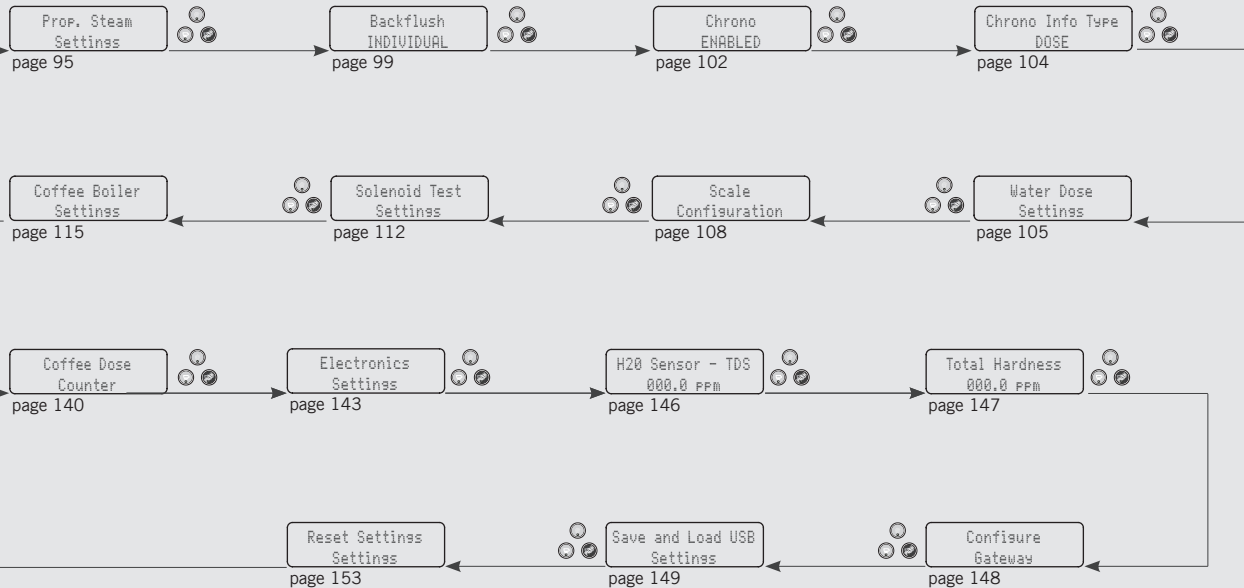 Prop. Steam
Settings
page 95
Backflush
INDIVIDUAL
page 99
Chrono
ENABLED
page 102
Chrono Info Type
DOSE
page 104
Coffee Boiler
Settings
page 115
Solenoid Test
Settings
page 112
Scale
Configuration
page 108
Water Dose
Settings
page 105
Coffee Dose
Counter
page 140
Electronics
Settings
page 143
H20 Sensor - TDS
000.0 ppm
page 146
Total Hardness
000.0 ppm
page 147
Reset Settings
Settings
page 153
Save and Load USB
Settings
page 149
Configure
Gateway
page 148